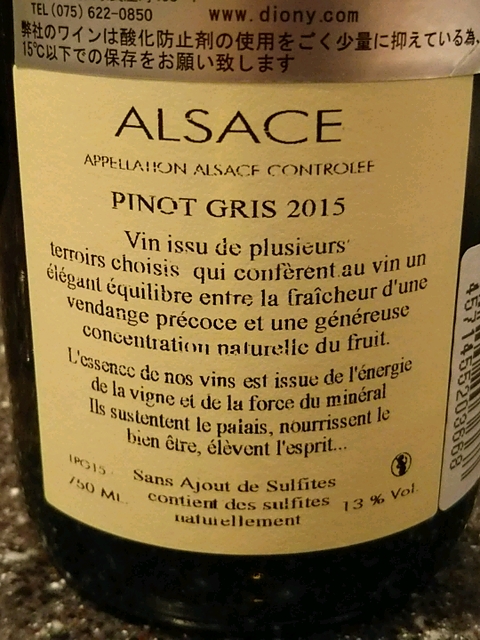 TEL (075) 622-0850 www.diony.com
弊社のワインは酸化防止剤の使用をごく少量に抑えている為、
15℃以下での保存をお願い致します
ALSACE
APPELLATION ALSACE CONTROLEE
PINOT GRIS 2015
Vin issu de plusieurs
terroirs choisis qui confèrent au vin un
élégant équilibre entre la fraîcheur d'une
vendange précoce et une généreuse
concentration naturelle du fruit.
L'essence de nos vins est issue de l'énergie
de la vigne et de la force du minéral
Ils sustentent le palais, nourrissent le
bien être, élèvent l'esprit...
LPG15
Sans Ajout de Sulfites
750 ML contient des sulfites 13 % Vol.
naturellement